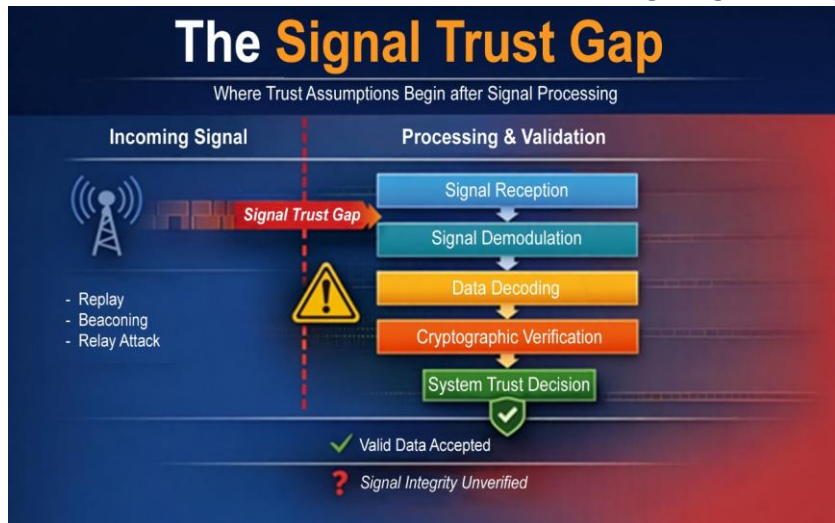 The Signal Trust Gap
Where Trust Assumptions Begin after Signal Processing
Incoming Signal
Processing & Validation
Signal Trust Gap
Signal Reception
Signal Demodulation
Data Decoding
Cryptographic Verification
System Trust Decision
- Replay
- Beaconing
- Relay Attack
Valid Data Accepted
? Signal Integrity Unverified